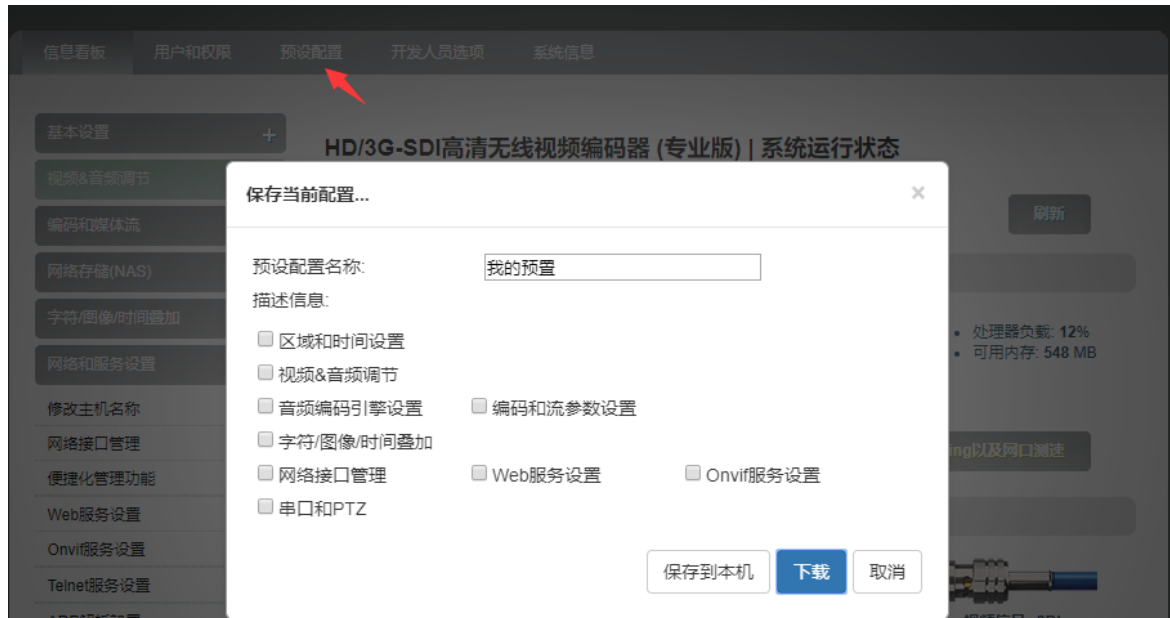 信息看板 用户和权限 预设配置 开发人员选项 系统信息
基本设置 +
HD/3G-SDI高清无线视频编码器 (专业版) | 系统运行状态
视频&音频调节
保存当前配置... ×
编码和媒体流
刷新
网络存储(NAS)
预设配置名称: 我的预置
描述信息:
字符/图像/时间叠加
区域和时间设置
处理器负载: 12%
可用内存: 548 MB
网络和服务设置
视频&音频调节
修改主机名称
音频编码引擎设置 编码和流参数设置
网络接口管理
字符/图像/时间叠加
ing以及网口测速
便捷化管理功能
网络接口管理 Web服务设置 Onvif服务设置
Web服务设置
串口和PTZ
Onvif服务设置
Telnet服务设置
保存到本机 下载 取消